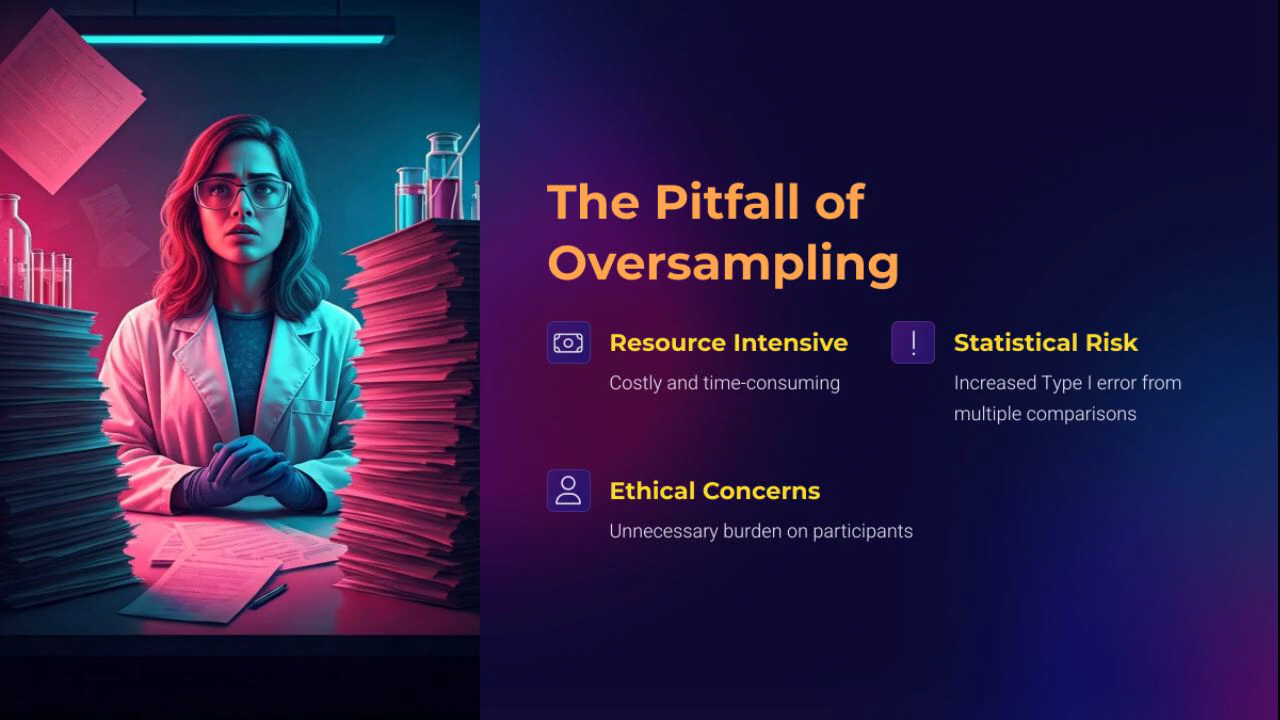 The Pitfall of
Oversampling
Resource Intensive
Costly and time-consuming
Statistical Risk
Increased Type I error from
multiple comparisons
Ethical Concerns
Unnecessary burden on participants